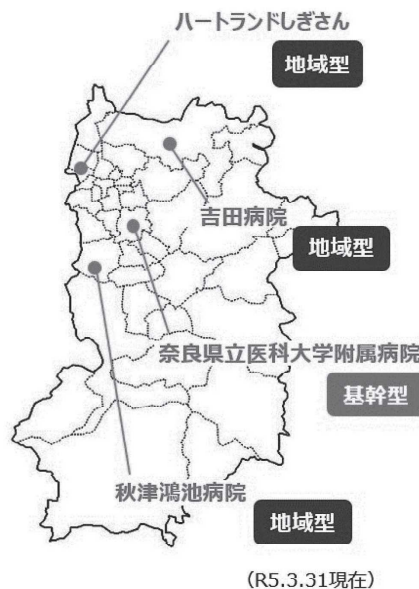 ハートランドしぎさん
地域型
吉田病院
地域型
奈良県立医科大学附属病院
基幹型
秋津鴻池病院
地域型
（R5.3.31現在）